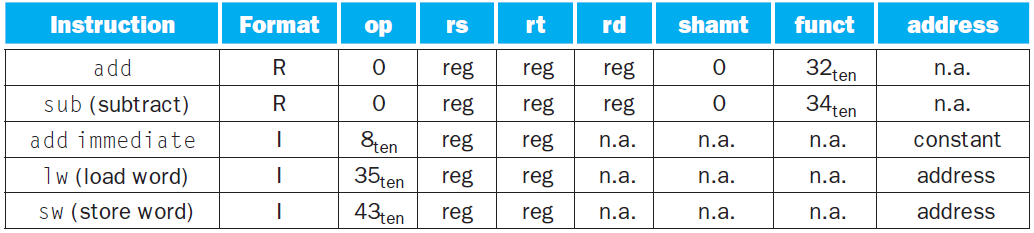 Instruction Format op rs rt rd shamt funct address
add R 0 reg reg reg 0 32ten n.a.
sub (subtract) R 0 reg reg reg 0 34ten n.a.
add immediate I 8ten reg reg n.a. n.a. n.a. constant
lw (load word) I 35ten reg reg n.a. n.a. n.a. address
sw (store word) I 43ten reg reg n.a. n.a. n.a. address